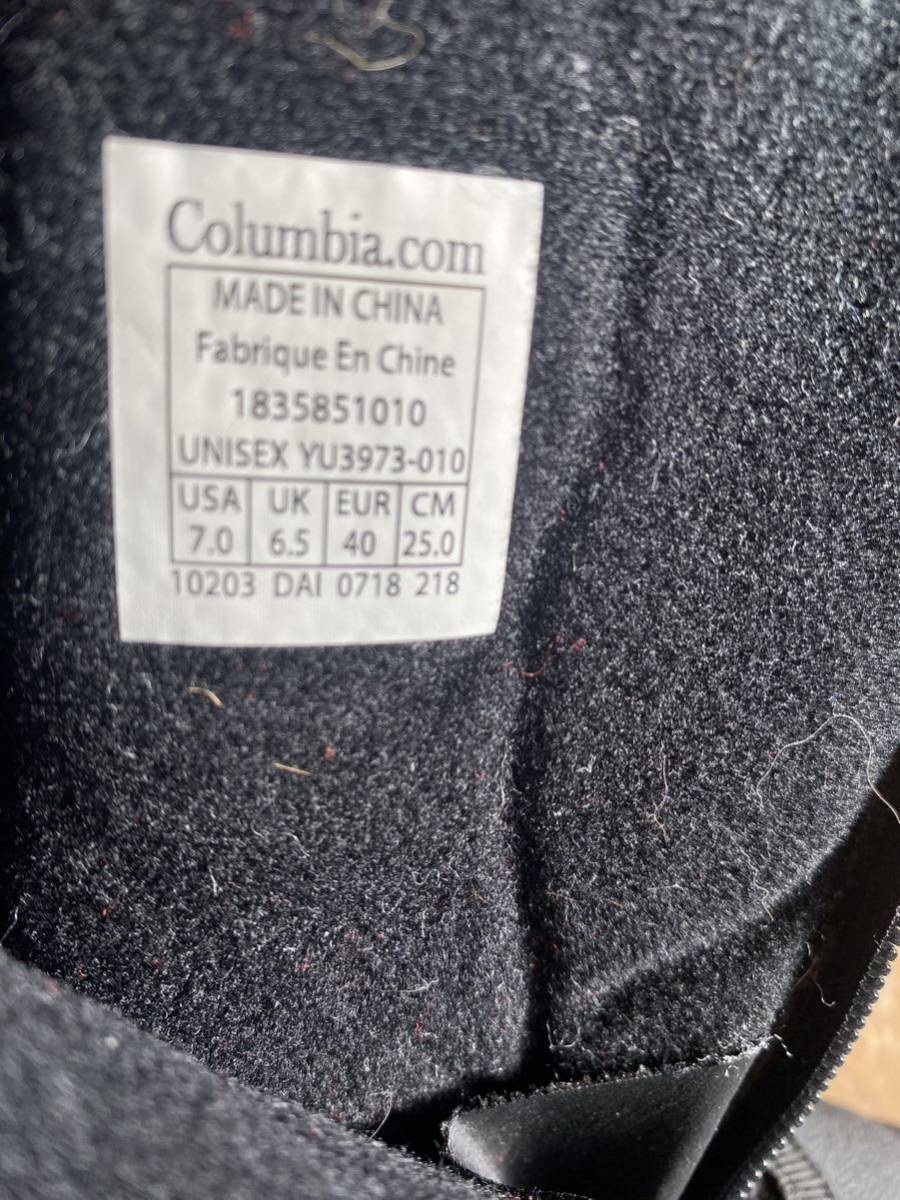 Columbia.com
MADE IN CHINA
Fabrique En Chine
1835851010
UNISEX YU3973-010
USA UK EUR CM
7.0 6.5 40 25.0
10203 DAI 0718 218